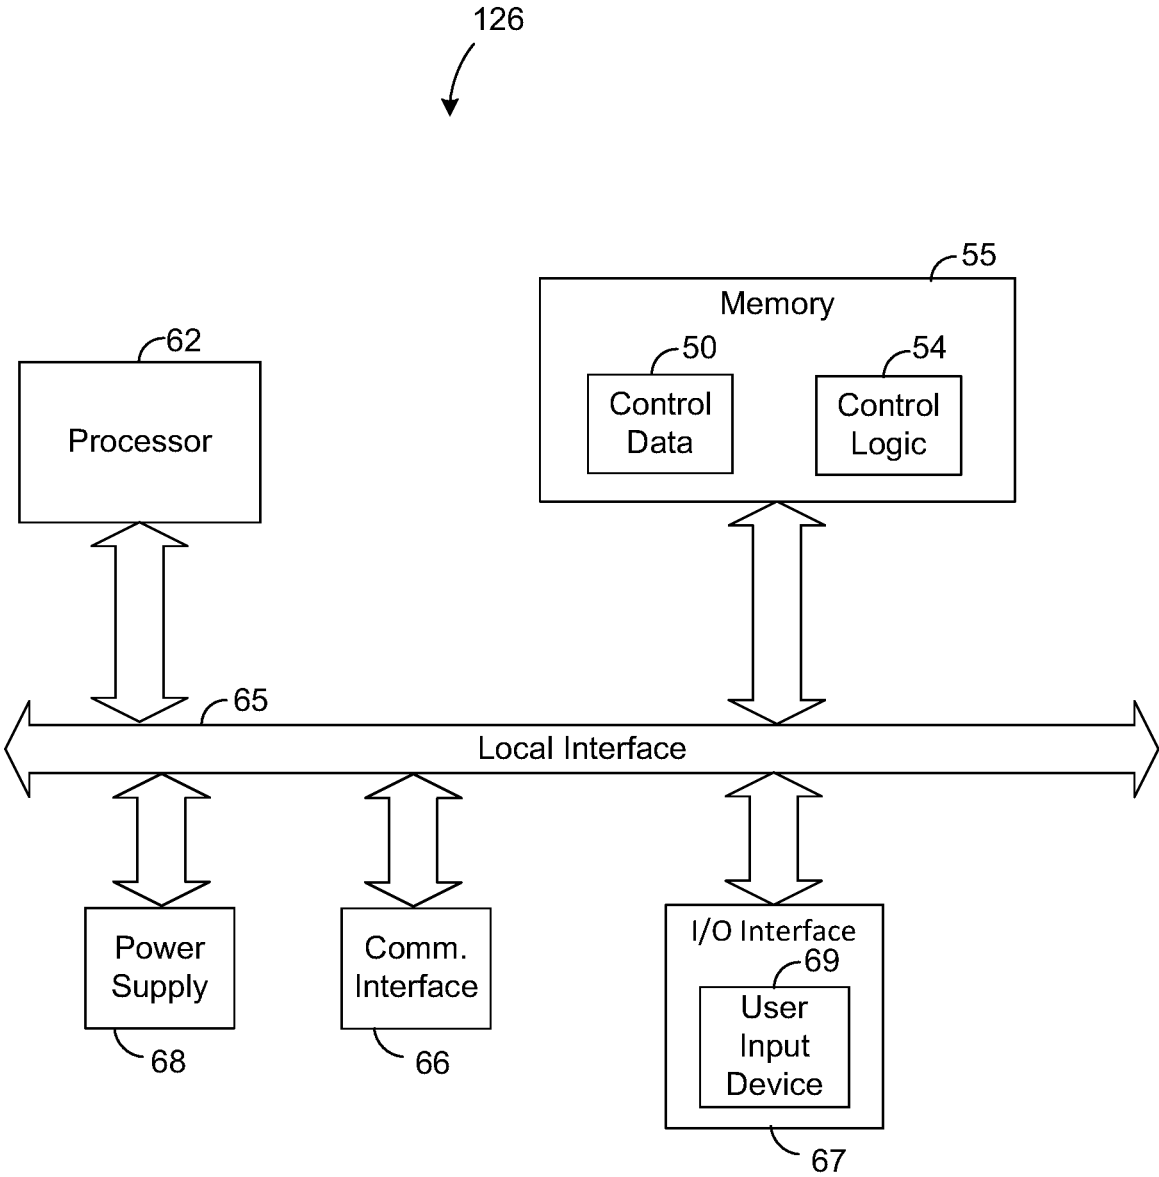 126
55
Memory
62
50
54
Processor
Control
Data
Control
Logic
65
Local Interface
Power
Supply
68
Comm.
Interface
66
I/O Interface
69
User
Input
Device
67